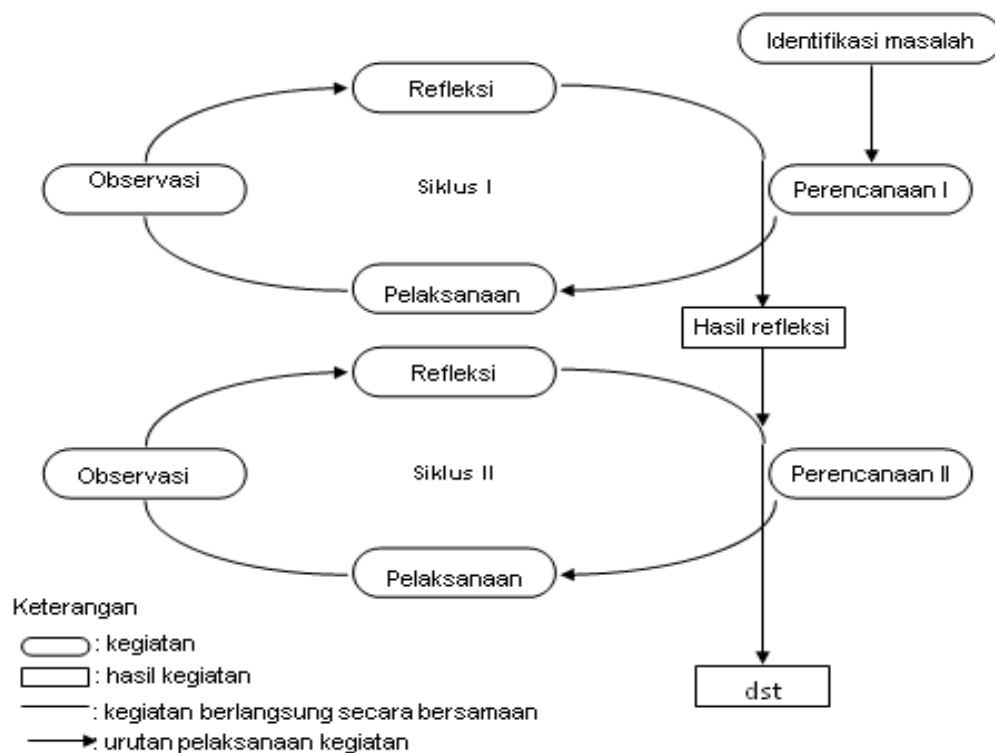 Identifikasi masalah
Refleksi
Observasi
Siklus I
Perencanaan I
Pelaksanaan
Hasil refleksi
Refleksi
Observasi
Siklus II
Perencanaan II
Pelaksanaan
dst
Keterangan
: kegiatan
: hasil kegiatan
: kegiatan berlangsung secara bersamaan
: urutan pelaksanaan kegiatan